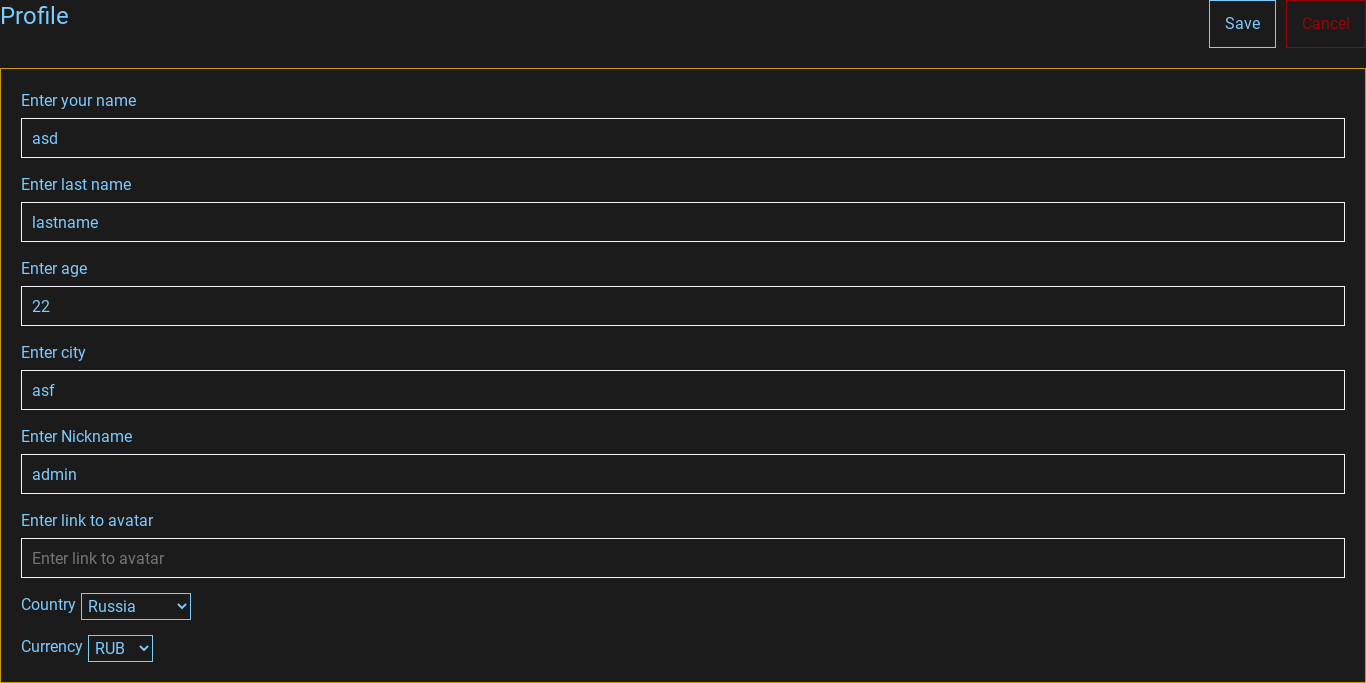 Profile
Save
Cancel
Enter your name
asd
Enter last name
lastname
Enter age
22
Enter city
asf
Enter Nickname
admin
Enter link to avatar
Enter link to avatar
Country Russia
Currency RUB